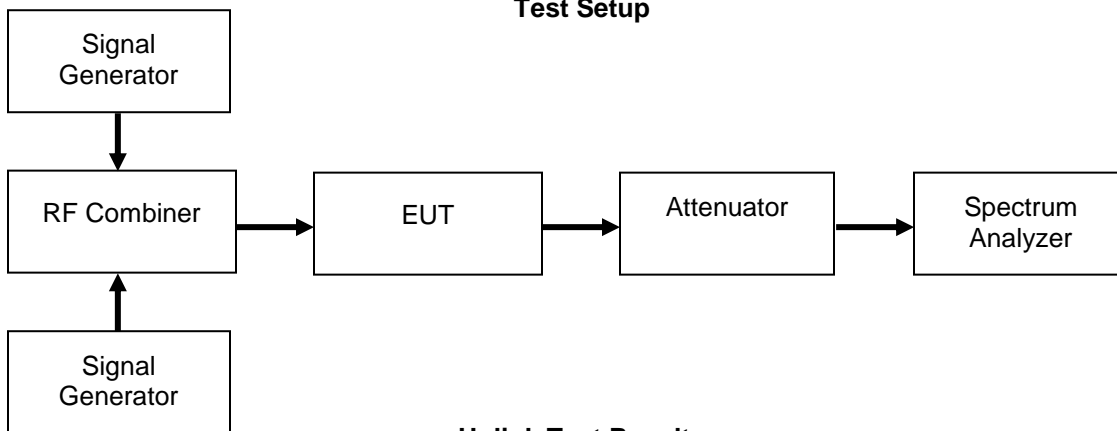 Test Setup
Signal
Generator
RF Combiner
EUT
Attenuator
Spectrum
Analyzer
Signal
Generator